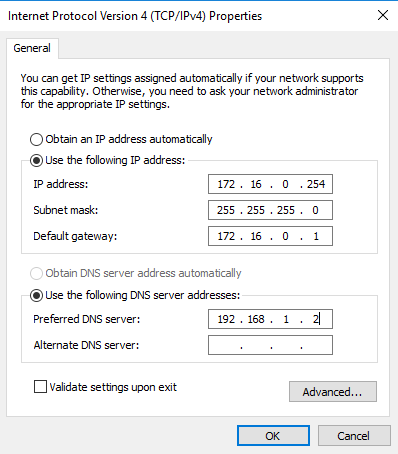 Internet Protocol Version 4 (TCP/IPv4) Properties
General
You can get IP settings assigned automatically if your network supports
this capability. Otherwise, you need to ask your network administrator
for the appropriate IP settings.
Obtain an IP address automatically
Use the following IP address:
IP address: 172 . 16 . 0 . 254
Subnet mask: 255 . 255 . 255 . 0
Default gateway: 172 . 16 . 0 . 1
Obtain DNS server address automatically
Use the following DNS server addresses:
Preferred DNS server: 192 . 168 . 1 . 2
Alternate DNS server: . . .
Validate settings upon exit
Advanced...
OK Cancel